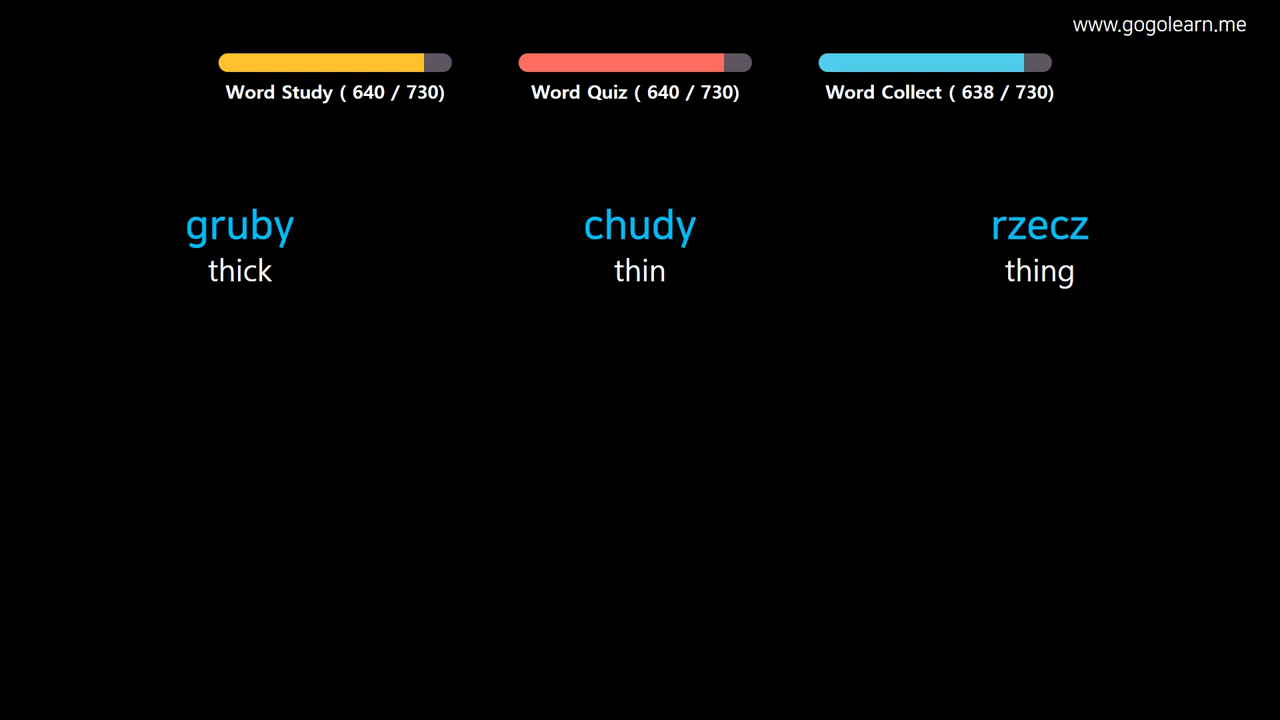 www.gogolearn.me
Word Study ( 640 / 730)
Word Quiz ( 640 / 730)
Word Collect ( 638 / 730)
gruby
thick
chudy
thin
rzecz
thing